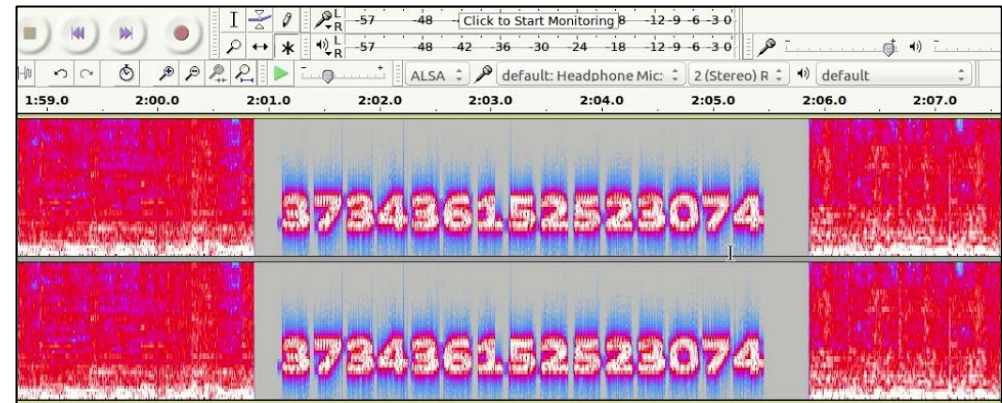 L -57 -48 -4 Click to Start Monitoring 8 -12 -9 -6 -3 0
R
L -57 -48 -42 -36 -30 -24 -18 -12 -9 -6 -3 0
R
- + ALSA default: Headphone Mic: 2 (Stereo) R default
1:59.0 2:00.0 2:01.0 2:02.0 2:03.0 2:04.0 2:05.0 2:06.0 2:07.0
373436152523074
373436152523074